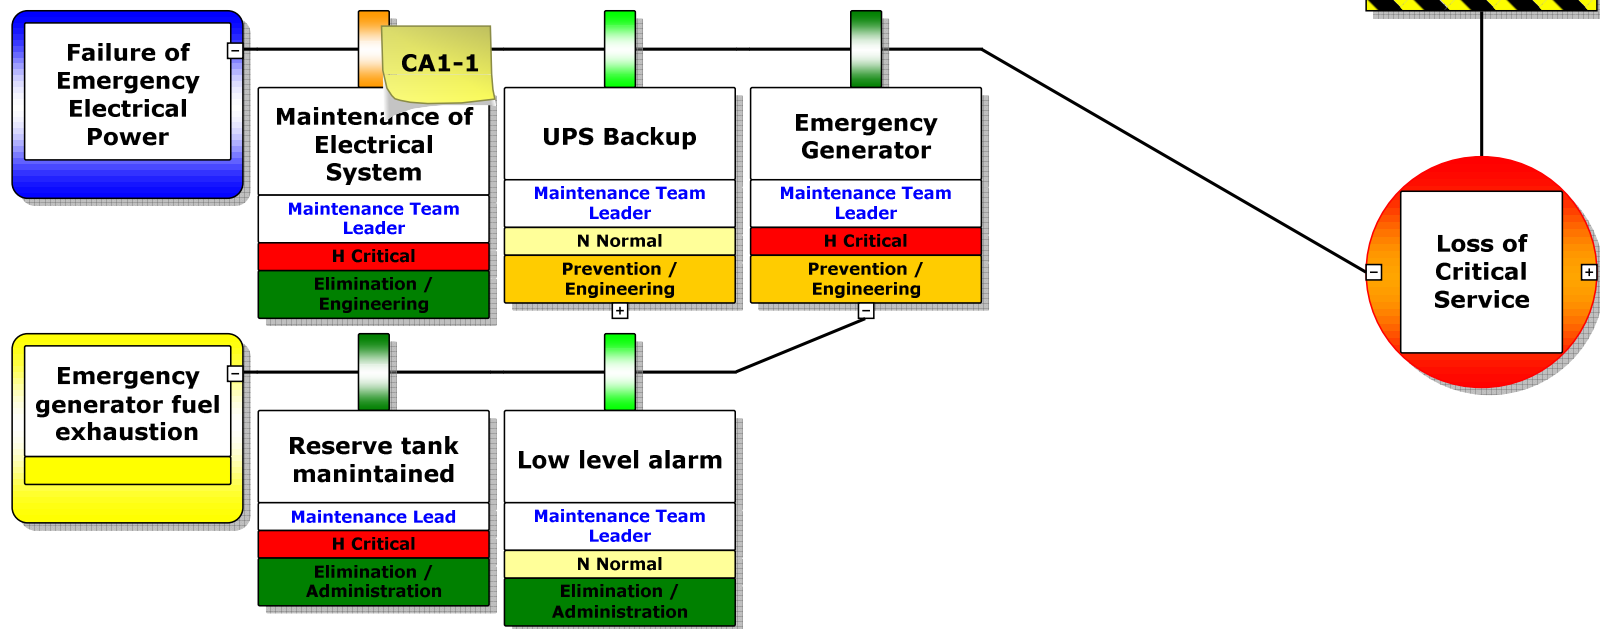 Failure of
Emergency
Electrical
Power
CA1-1
Maintenance of
Electrical
System
Maintenance Team
Leader
H Critical
Elimination /
Engineering
UPS Backup
Maintenance Team
Leader
N Normal
Prevention /
Engineering
Emergency
Generator
Maintenance Team
Leader
H Critical
Prevention /
Engineering
Loss of
Critical
Service
Emergency
generator fuel
exhaustion
Reserve tank
manintained
Maintenance Lead
H Critical
Elimination /
Administration
Low level alarm
Maintenance Team
Leader
N Normal
Elimination /
Administration